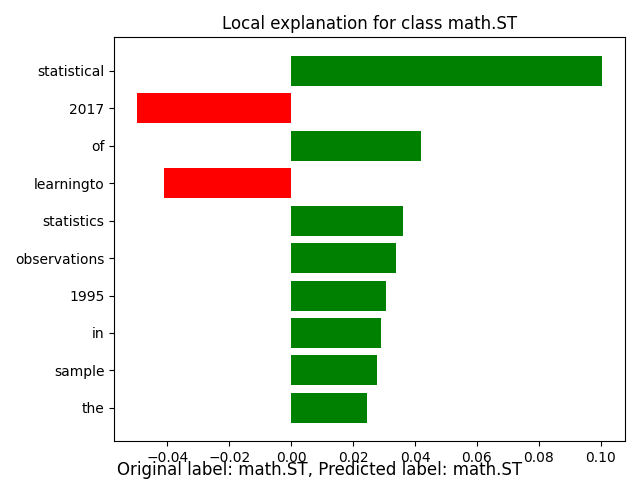 Local explanation for class math.ST
statistical
2017
of
learningto
statistics
observations
1995
in
sample
the
−0.04 −0.02 0.00 0.02 0.04 0.06 0.08 0.10
Original label: math.ST, Predicted label: math.ST